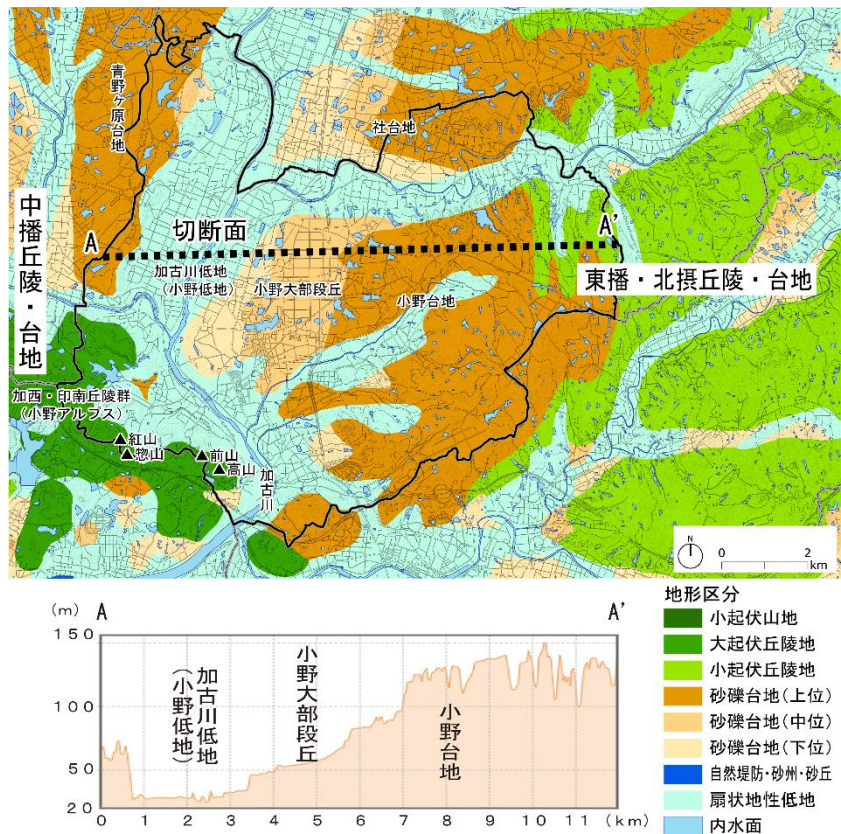 青野ヶ原台地
社台地
中播丘陵・台地
A
切断面
A'
加古川低地
(小野低地)
小野大部段丘
小野台地
東播・北摂丘陵・台地
加西・印南丘陵群
(小野アルプス)
紅山
惣山
前山
高山
加古川
N
0 2
km
(m) A A'
150
100
50
20
加古川低地
(小野低地)
小野大部段丘
小野台地
0 1 2 3 4 5 6 7 8 9 10 11 (km)
地形区分
小起伏山地
大起伏丘陵地
小起伏丘陵地
砂礫台地(上位)
砂礫台地(中位)
砂礫台地(下位)
自然堤防・砂州・砂丘
扇状地性低地
内水面